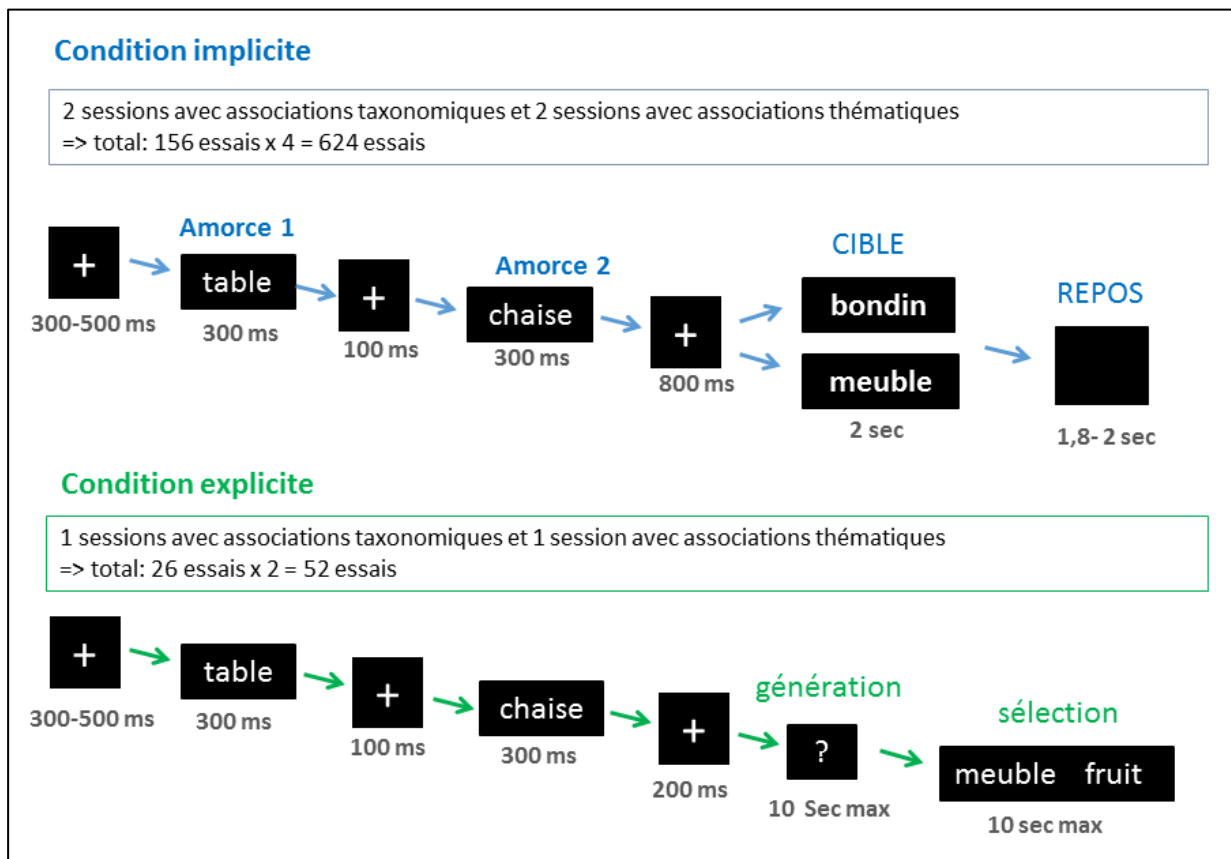 Condition implicite
2 sessions avec associations taxonomiques et 2 sessions avec associations thématiques
=> total: 156 essais x 4 = 624 essais
+
300-500 ms
Amorce 1
table
300 ms
+
100 ms
Amorce 2
chaise
300 ms
+
800 ms
CIBLE
bondin
meuble
2 sec
REPOS
1,8- 2 sec
Condition explicite
1 sessions avec associations taxonomiques et 1 session avec associations thématiques
=> total: 26 essais x 2 = 52 essais
+
300-500 ms
table
300 ms
+
100 ms
chaise
300 ms
+
200 ms
génération
?
10 Sec max
sélection
meuble fruit
10 sec max